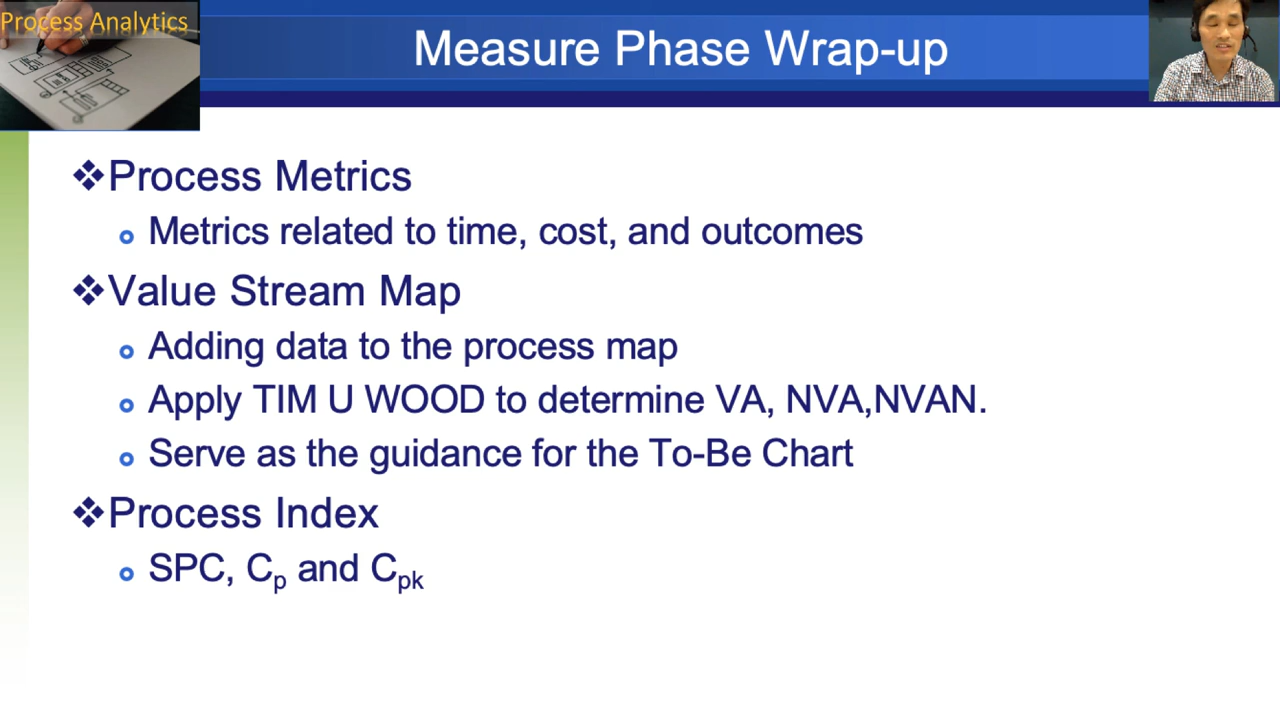 Process Analytics
Measure Phase Wrap-up
❖Process Metrics
Metrics related to time, cost, and outcomes
❖Value Stream Map
Adding data to the process map
Apply TIM U WOOD to determine VA, NVA,NVAN.
Serve as the guidance for the To-Be Chart
❖Process Index
SPC, Cp and Cpk